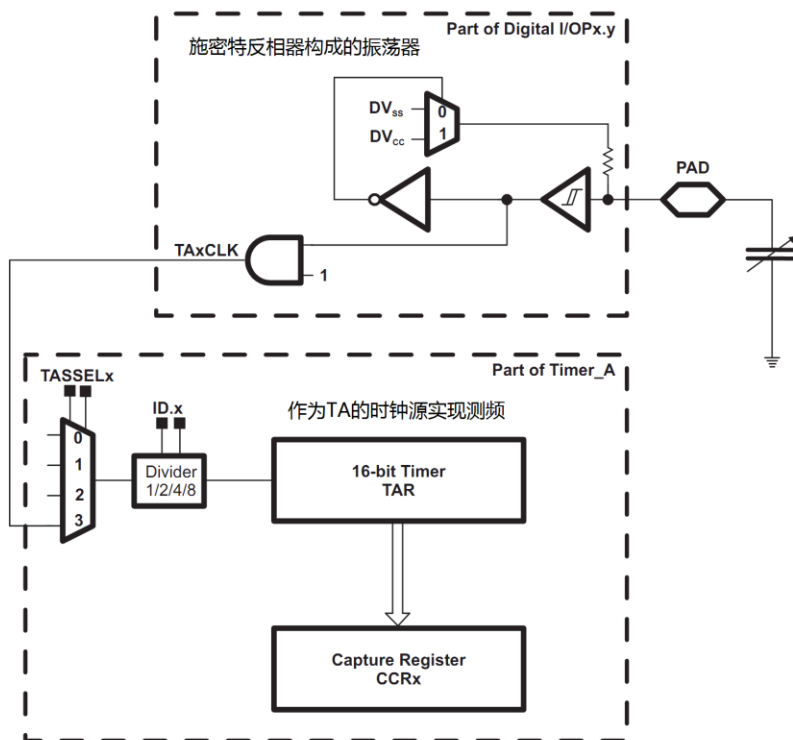 Part of Digital I/OPx.y
施密特反相器构成的振荡器
DVss
0
DVcc
1
PAD
TAxCLK
1
Part of Timer_A
TASSELx
ID.x
作为TA的时钟源实现测频
0
1
2
3
Divider
1/2/4/8
16-bit Timer
TAR
Capture Register
CCRx